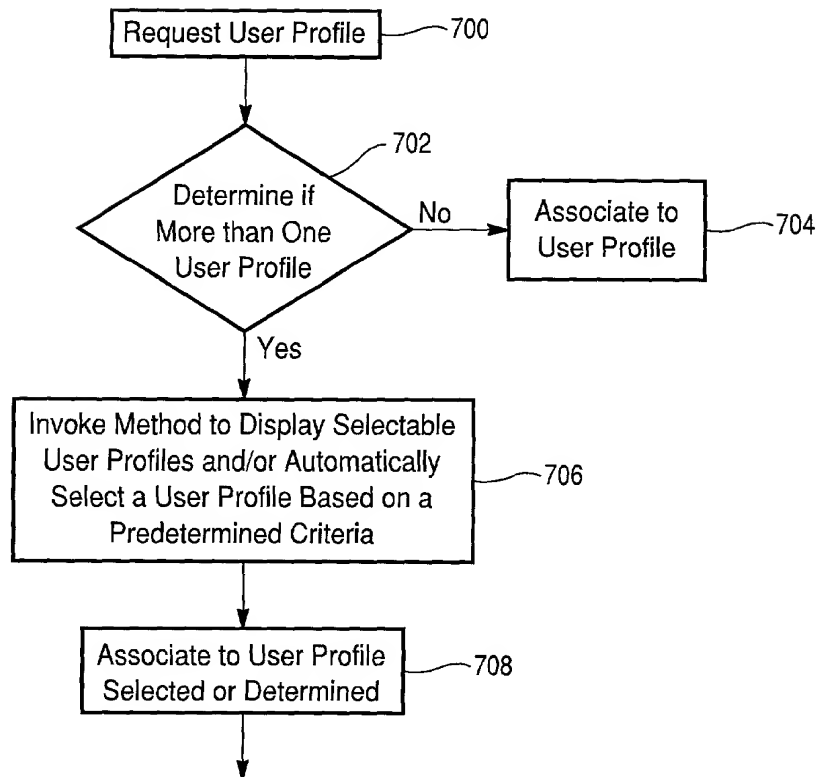 Request User Profile
700
702
Determine if
More than One
User Profile
No
Associate to
User Profile
704
Yes
Invoke Method to Display Selectable
User Profiles and/or Automatically
Select a User Profile Based on a
Predetermined Criteria
706
Associate to User Profile
Selected or Determined
708